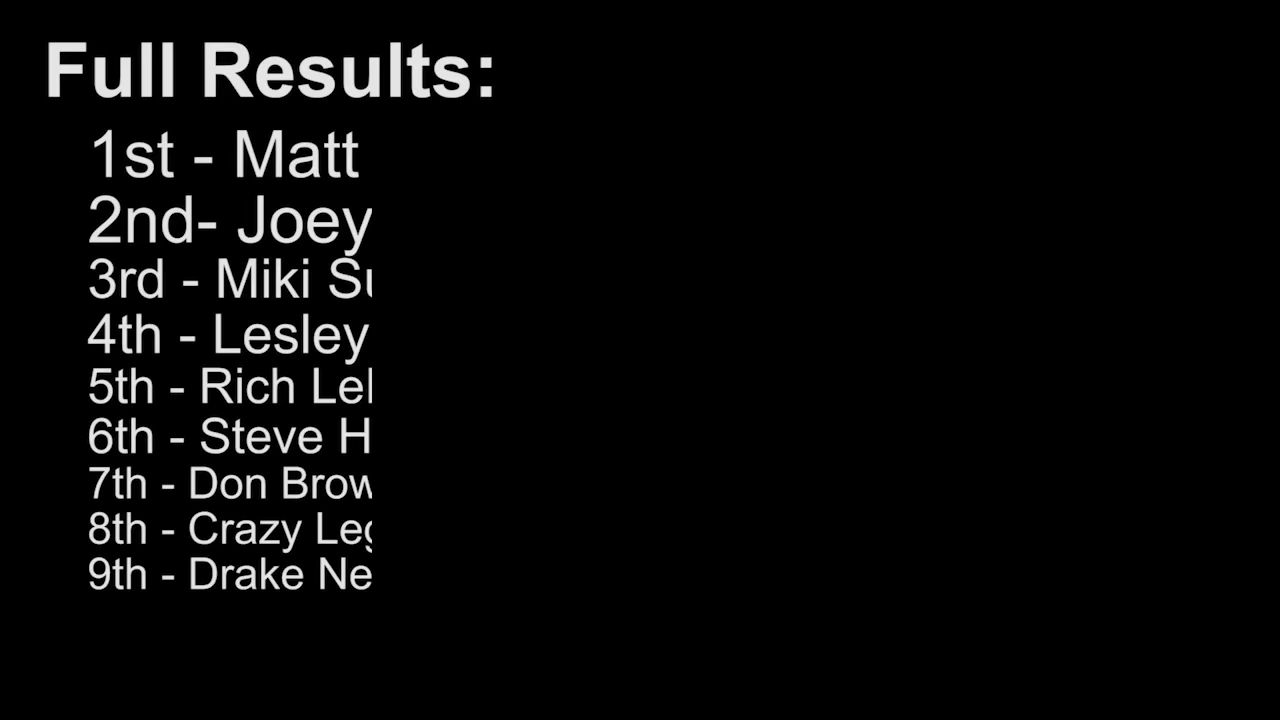 Full Results:
1st - Matt
2nd- Joey
3rd - Miki
4th - Lesley
5th - Rich
6th - Steve H
7th - Don
8th - Crazy
9th - Drake Ne